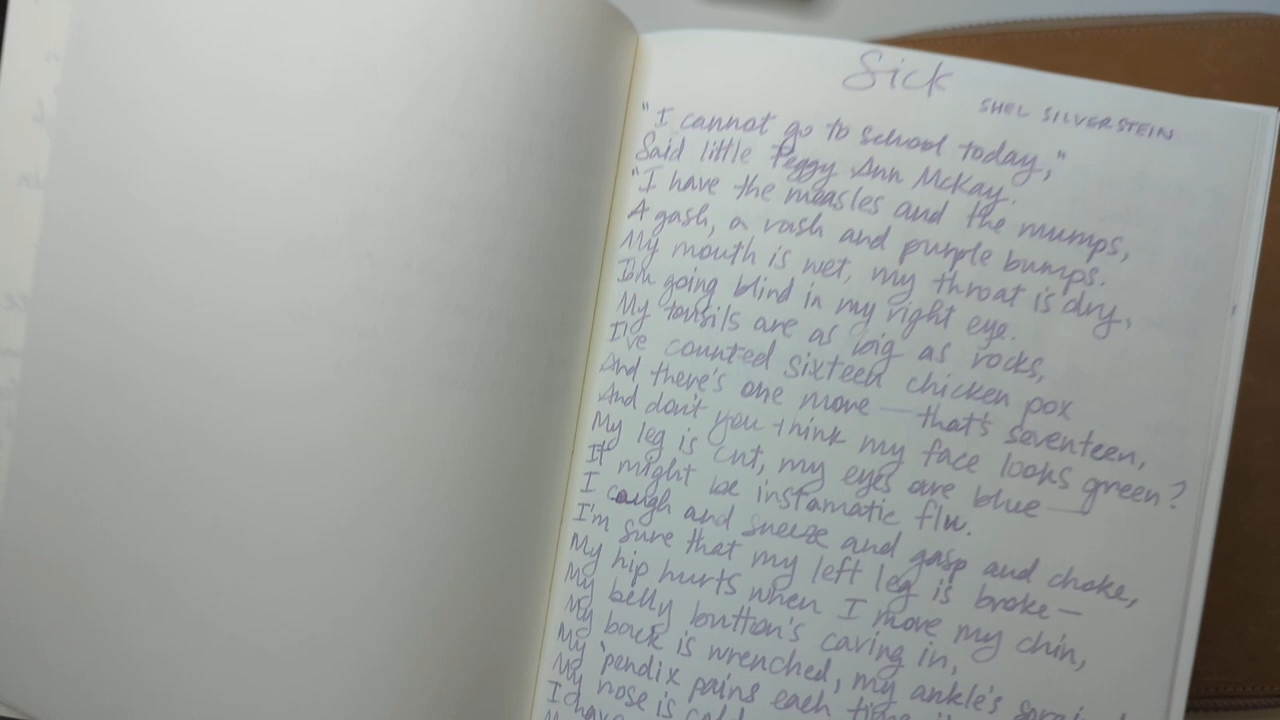 Sick
SHEL SILVERSTEIN
"I cannot go to school today,"
Said little Peggy Ann McKay.
"I have the measles and the mumps,
A gash, a rash and purple bumps.
My mouth is wet, my throat is dry,
I'm going blind in my right eye.
My tonsils are as big as rocks,
I've counted sixteen chicken pox
And there's one more — that's seventeen,
And don't you think my face looks green?
My leg is cut, my eyes are blue —
It might be instamatic flu.
I cough and sneeze and gasp and choke,
I'm sure that my left leg is broke —
My hip hurts when I move my chin,
My belly button's caving in,
My back is wrenched, my ankle's
My 'pendix pains each time
My nose is
I have